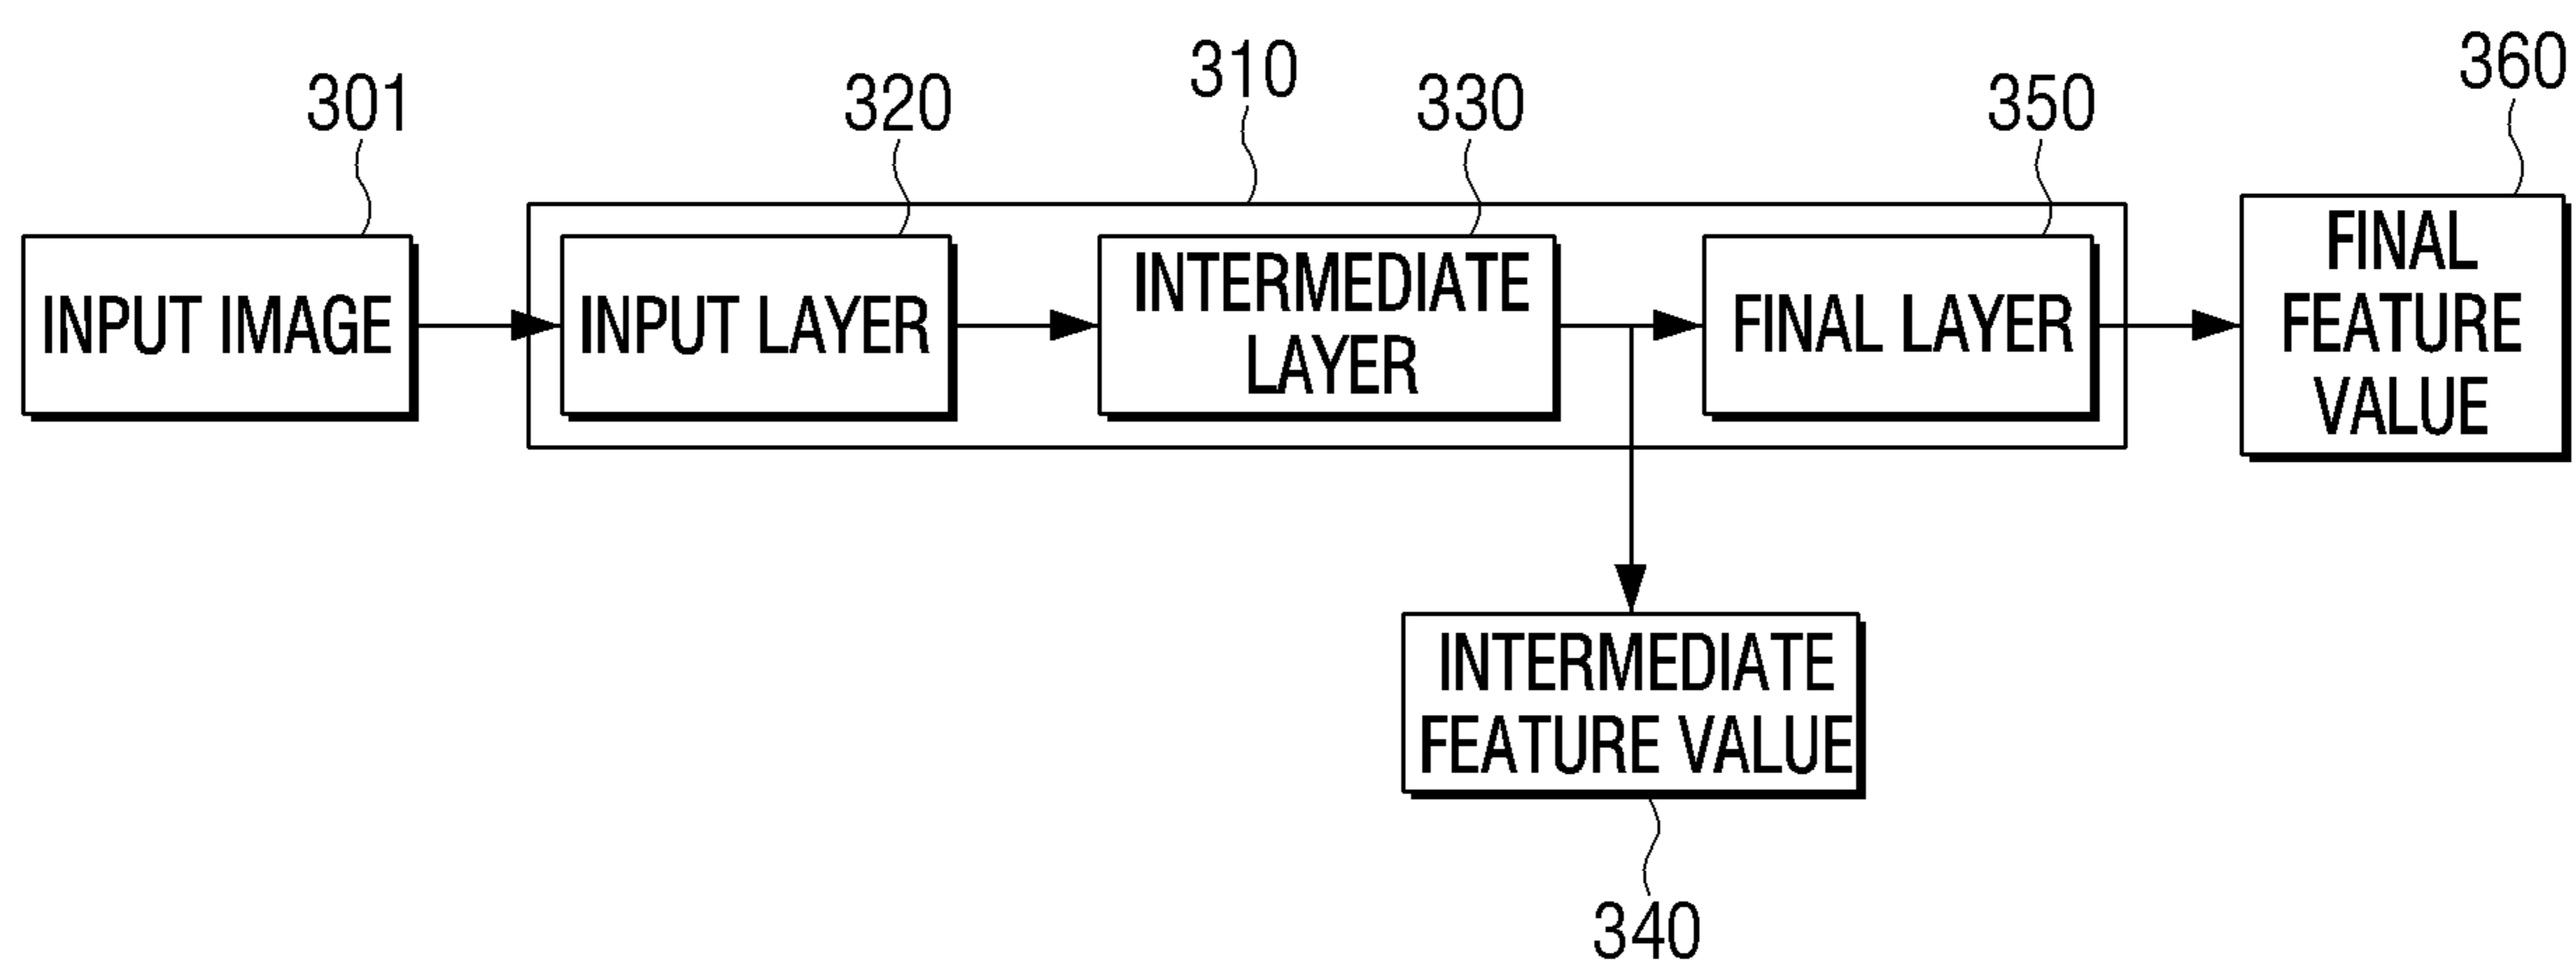 301
320
310
330
350
360
INPUT IMAGE
INPUT LAYER
INTERMEDIATE
LAYER
FINAL LAYER
FINAL
FEATURE
VALUE
INTERMEDIATE
FEATURE VALUE
340